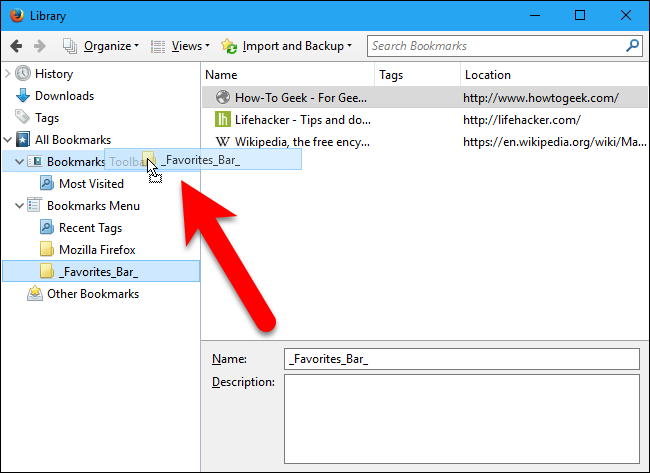 Library
Organize Views Import and Backup Search Bookmarks
History
Downloads
Tags
All Bookmarks
Bookmarks Toolba _Favorites_Bar_
Most Visited
Bookmarks Menu
Recent Tags
Mozilla Firefox
_Favorites_Bar_
Other Bookmarks
Name Tags Location
How-To Geek - For Gee... http://www.howtogeek.com/
Lifehacker - Tips and do... http://lifehacker.com/
Wikipedia, the free ency... https://en.wikipedia.org/wiki/Ma...
Name: _Favorites_Bar_
Description: